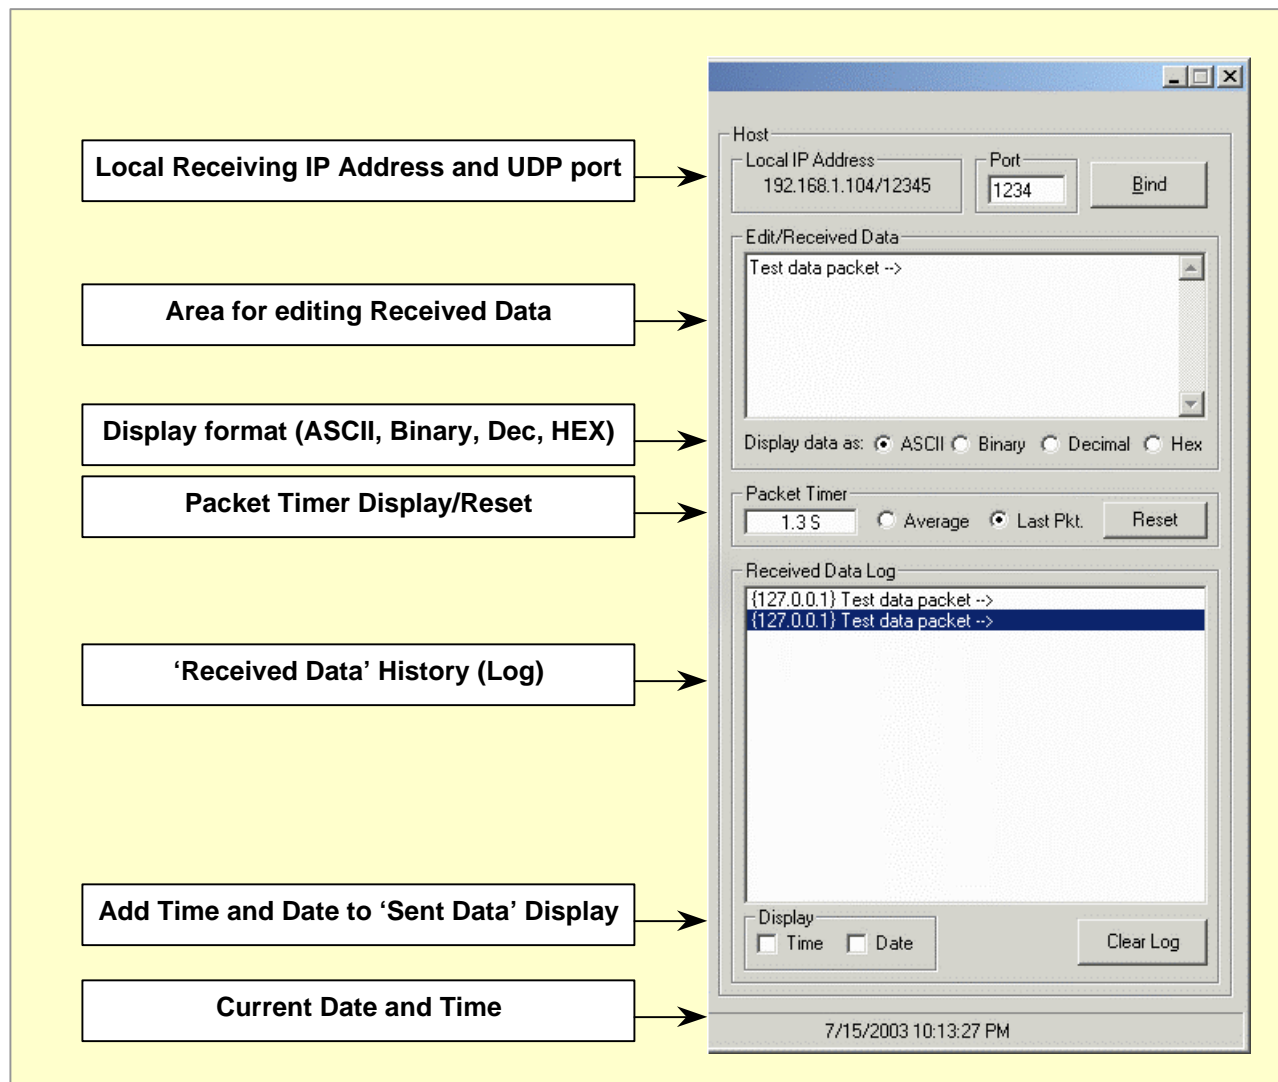 Host
Local IP Address
Port
Local Receiving IP Address and UDP port
192.168.1.104/12345
1234
Bind
Edit/Received Data
Test data packet -->
Area for editing Received Data
Display format (ASCII, Binary, Dec, HEX)
Display data as: ASCII Binary Decimal Hex
Packet Timer Display/Reset
Packet Timer
1.3 S
Average
Last Pkt.
Reset
Received Data Log
{127.0.0.1} Test data packet -->
{127.0.0.1} Test data packet -->
‘Received Data’ History (Log)
Add Time and Date to ‘Sent Data’ Display
Display
Time
Date
Clear Log
Current Date and Time
7/15/2003 10:13:27 PM